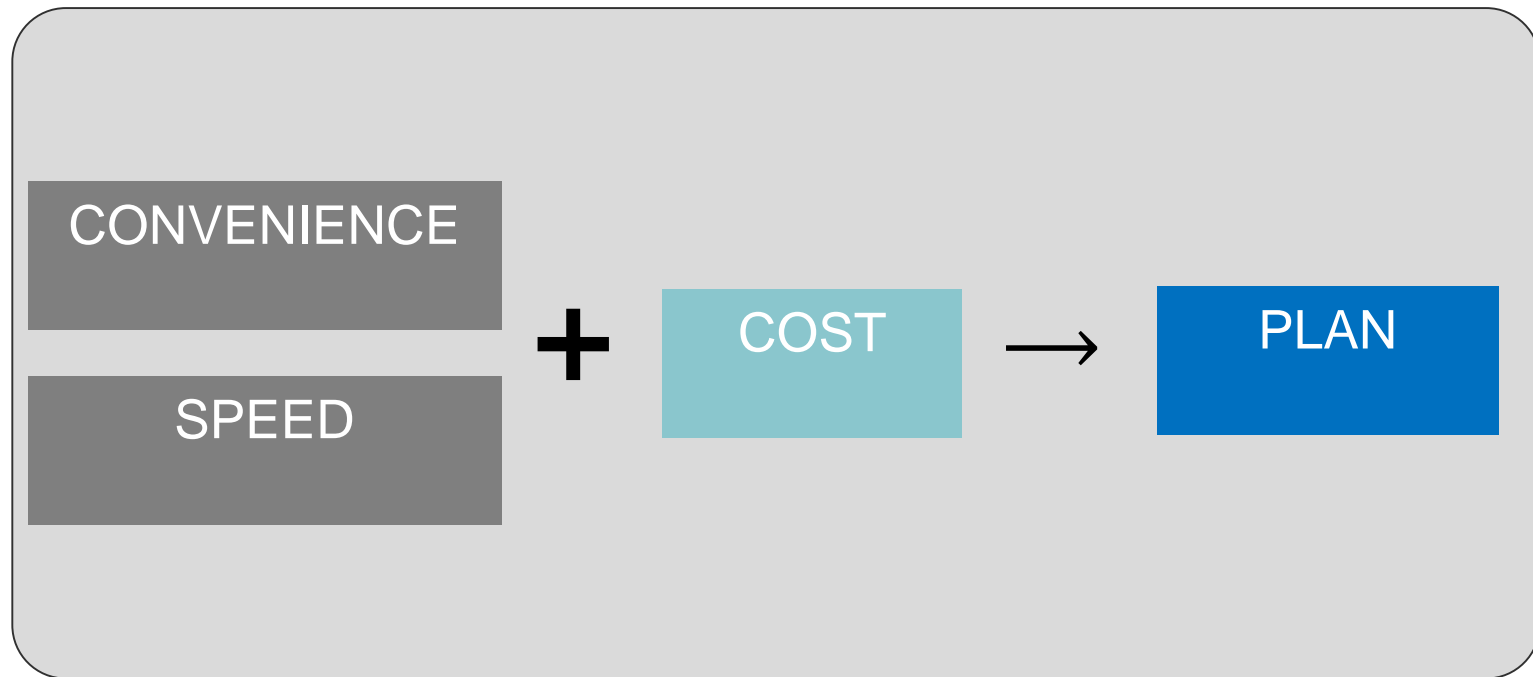 CONVENIENCE
SPEED
+
COST
→
PLAN